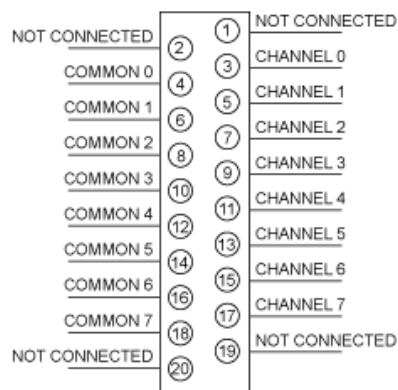 NOT CONNECTED
1
NOT CONNECTED
2
CHANNEL 0
3
COMMON 0
4
CHANNEL 1
5
COMMON 1
6
CHANNEL 2
7
COMMON 2
8
CHANNEL 3
9
COMMON 3
10
CHANNEL 4
11
COMMON 4
12
CHANNEL 5
13
COMMON 5
14
CHANNEL 6
15
COMMON 6
16
CHANNEL 7
17
COMMON 7
18
NOT CONNECTED
19
NOT CONNECTED
20